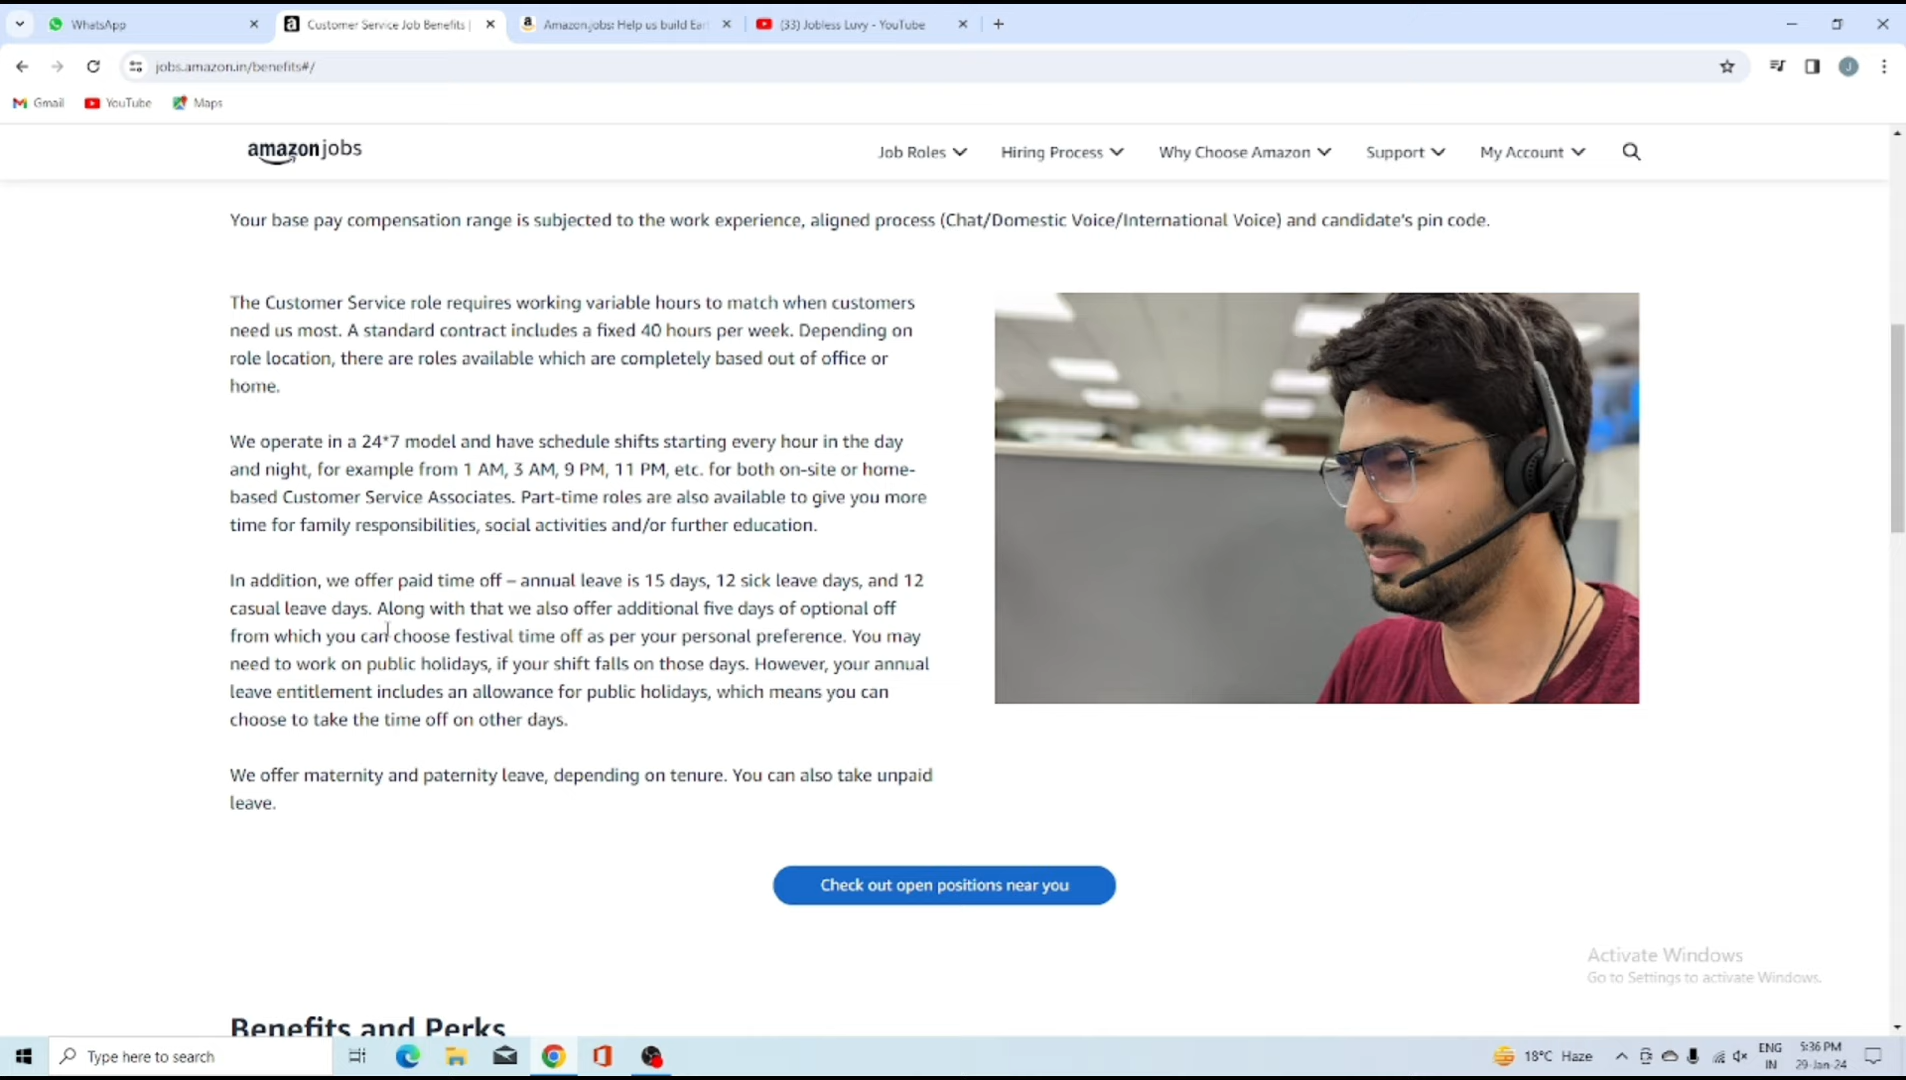 WhatsApp
Customer Service Job Benefits |
Amazon.jobs: Help us build Ear
(33) Jobless Luvy - YouTube
jobs.amazon.in/benefits#/
J
Gmail
YouTube
Maps
amazon jobs
Job Roles
Hiring Process
Why Choose Amazon
Support
My Account
Your base pay compensation range is subjected to the work experience, aligned process (Chat/Domestic Voice/International Voice) and candidate's pin code.
The Customer Service role requires working variable hours to match when customers
need us most. A standard contract includes a fixed 40 hours per week. Depending on
role location, there are roles available which are completely based out of office or
home.
We operate in a 24*7 model and have schedule shifts starting every hour in the day
and night, for example from 1 AM, 3 AM, 9 PM, 11 PM, etc. for both on-site or home-
based Customer Service Associates. Part-time roles are also available to give you more
time for family responsibilities, social activities and/or further education.
In addition, we offer paid time off – annual leave is 15 days, 12 sick leave days, and 12
casual leave days. Along with that we also offer additional five days of optional off
from which you can choose festival time off as per your personal preference. You may
need to work on public holidays, if your shift falls on those days. However, your annual
leave entitlement includes an allowance for public holidays, which means you can
choose to take the time off on other days.
We offer maternity and paternity leave, depending on tenure. You can also take unpaid
leave.
Check out open positions near you
Activate Windows
Go to Settings to activate Windows.
Benefits and Perks
Type here to search
18°C Haze
ENG
IN
5:36 PM
29-Jan-24